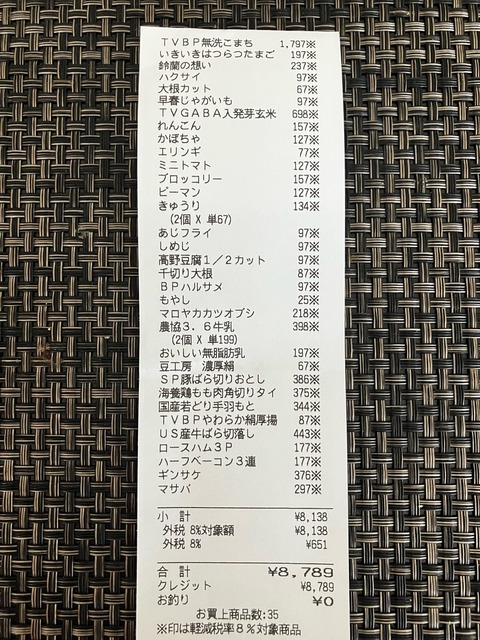 ＴＶＢＰ無洗こまち 1,797※
いきいきはつらつたまご 197※
鈴蘭の想い 237※
ハクサイ 97※
大根カット 67※
早春じゃがいも 97※
ＴＶＧＡＢＡ入発芽玄米 698※
れんこん 157※
かぼちゃ 127※
エリンギ 77※
ミニトマト 127※
ブロッコリー 157※
ピーマン 127※
きゅうり 134※
(2個 X 単67)
あじフライ 97※
しめじ 97※
高野豆腐１／２カット 97※
千切り大根 87※
ＢＰハルサメ 97※
もやし 25※
マロヤカカツオブシ 218※
農協３．６牛乳 398※
(2個 X 単199)
おいしい無脂肪乳 197※
豆工房 濃厚絹 67※
ＳＰ豚ばら切りおとし 386※
海養鶏もも肉角切りタイ 375※
国産若どり手羽もと 344※
ＴＶＢＰやわらか絹厚揚 87※
ＵＳ産牛ばら切落し 443※
ロースハム３Ｐ 177※
ハーフベーコン３連 177※
ギンサケ 376※
マサバ 297※
小 計 ¥8,138
外税 8%対象額 ¥8,138
外税 8% ¥651
合 計 ¥8,789
クレジット ¥8,789
お釣り ¥0
お買上商品数:35
※印は軽減税率８％対象商品